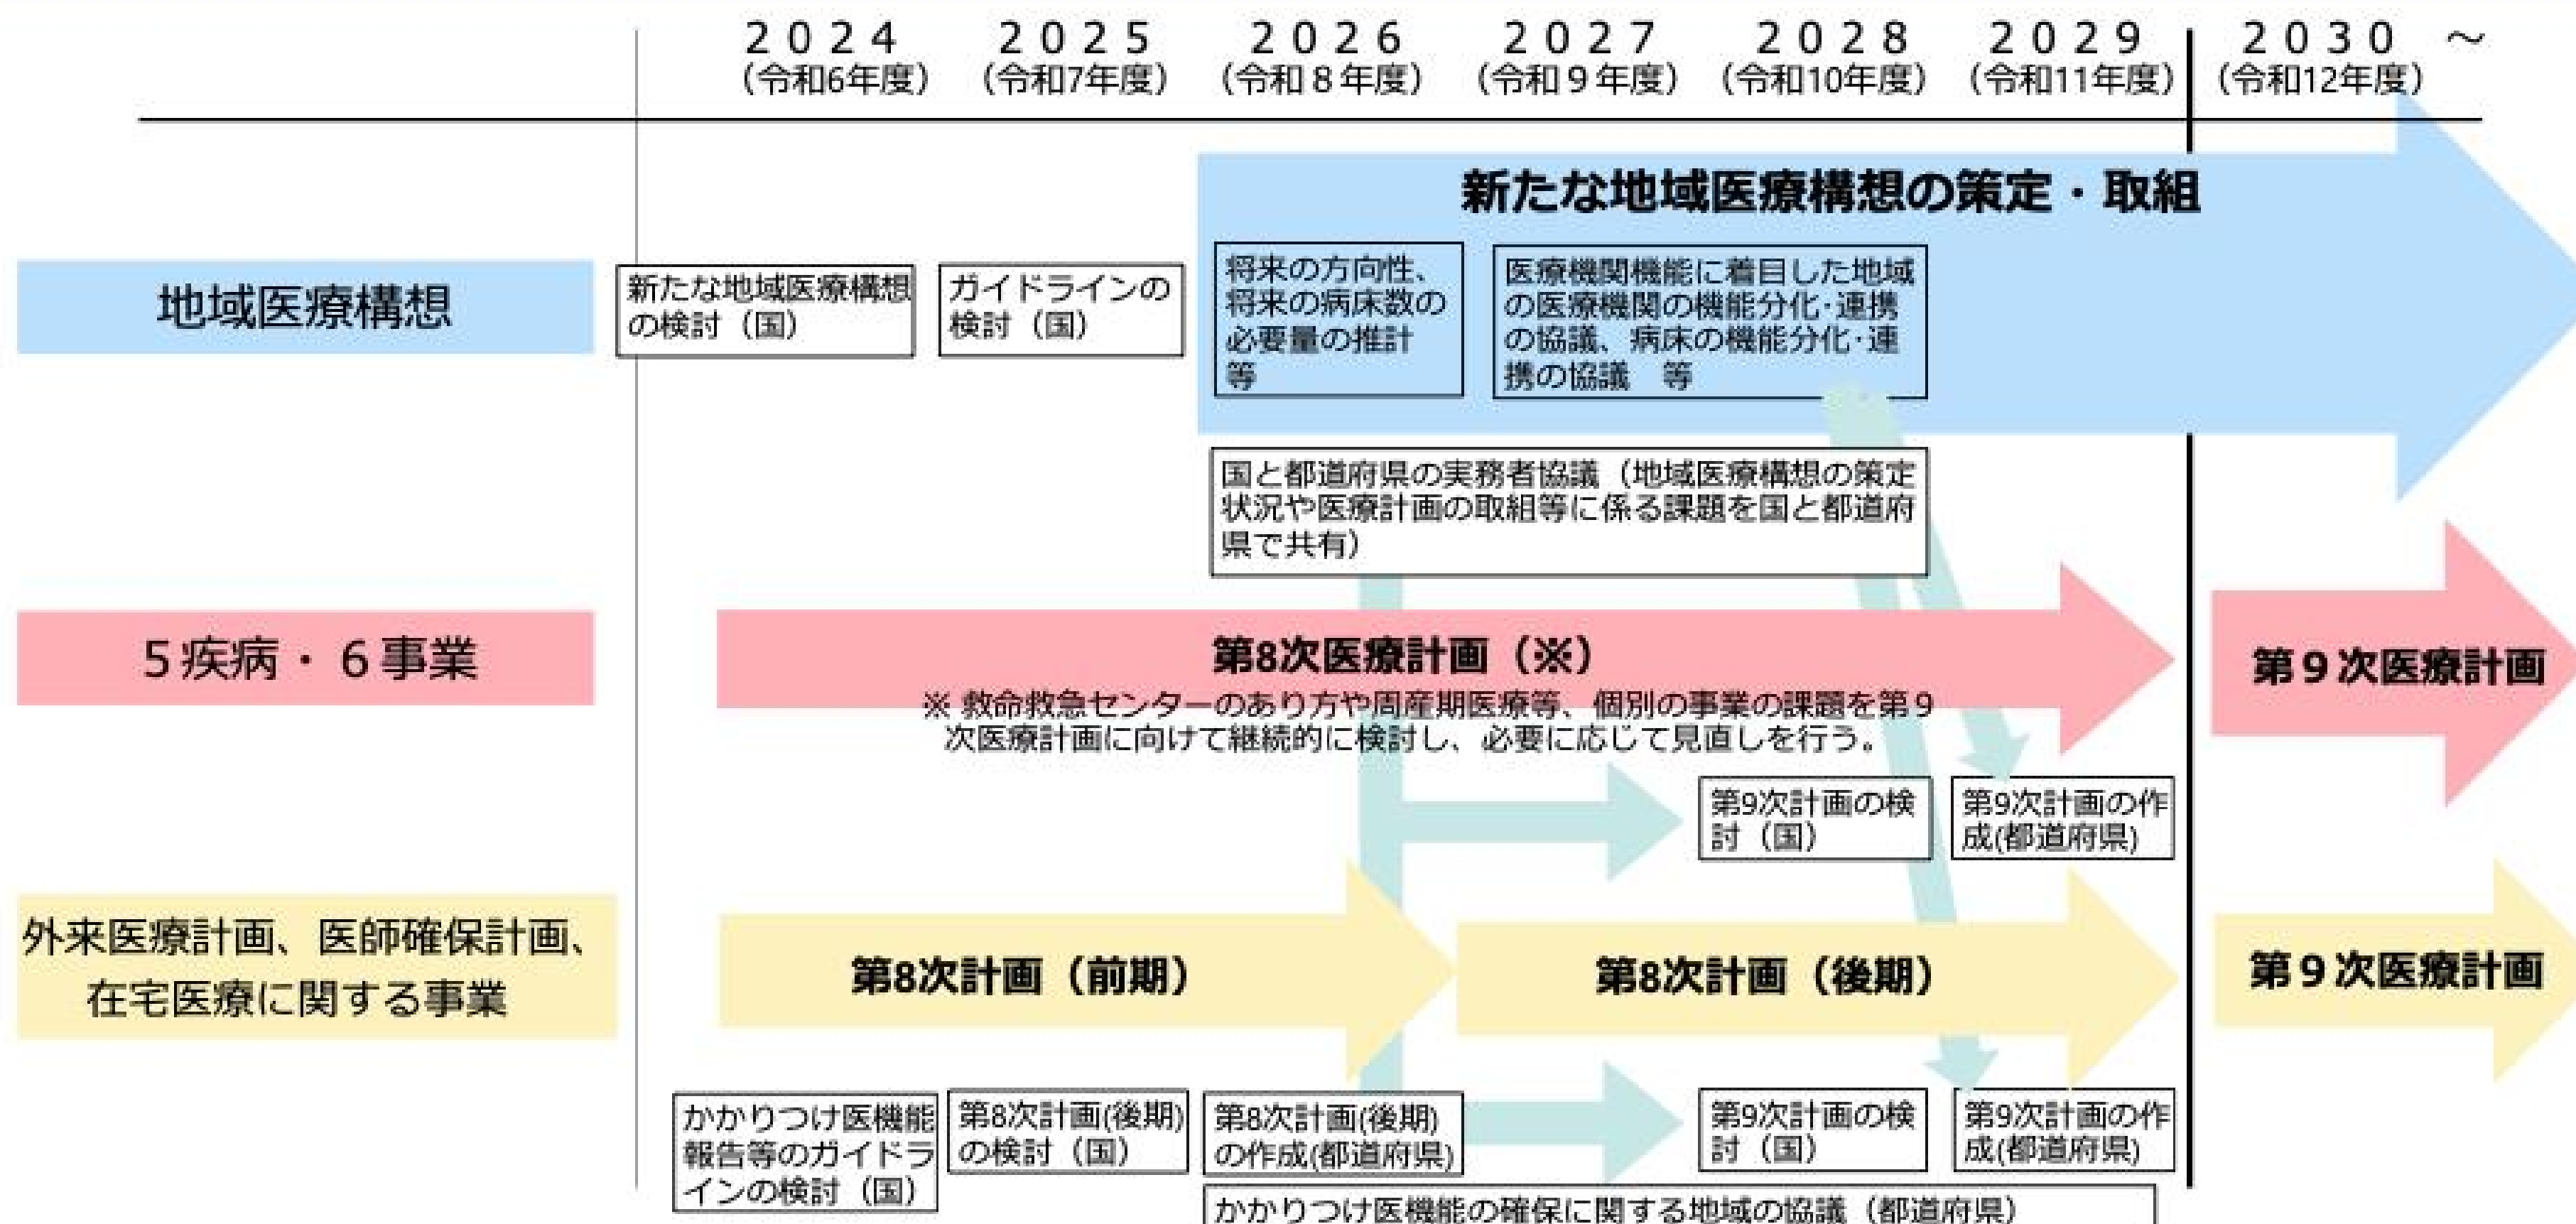 ２０２４ ２０２５ ２０２６ ２０２７ ２０２８ ２０２９ ２０３０ ～
（令和6年度） （令和7年度） （令和８年度） （令和９年度） （令和10年度） （令和11年度） （令和12年度）
新たな地域医療構想の策定・取組
地域医療構想
新たな地域医療構想
の検討（国）
ガイドラインの
検討（国）
将来の方向性、
将来の病床数の
必要量の推計
等
医療機関機能に着目した地域
の医療機関の機能分化･連携
の協議、病床の機能分化･連
携の協議　等
国と都道府県の実務者協議（地域医療構想の策定
状況や医療計画の取組等に係る課題を国と都道府
県で共有）
５疾病・６事業
第8次医療計画（※）
※ 救命救急センターのあり方や周産期医療等、個別の事業の課題を第９
次医療計画に向けて継続的に検討し、必要に応じて見直しを行う。
第９次医療計画
第9次計画の検
討（国）
第9次計画の作
成(都道府県)
外来医療計画、医師確保計画、
在宅医療に関する事業
第8次計画（前期）
第8次計画（後期）
第９次医療計画
かかりつけ医機能
報告等のガイドラ
インの検討（国）
第8次計画(後期)
の検討（国）
第8次計画(後期)
の作成(都道府県)
第9次計画の検
討（国）
第9次計画の作
成(都道府県)
かかりつけ医機能の確保に関する地域の協議（都道府県）